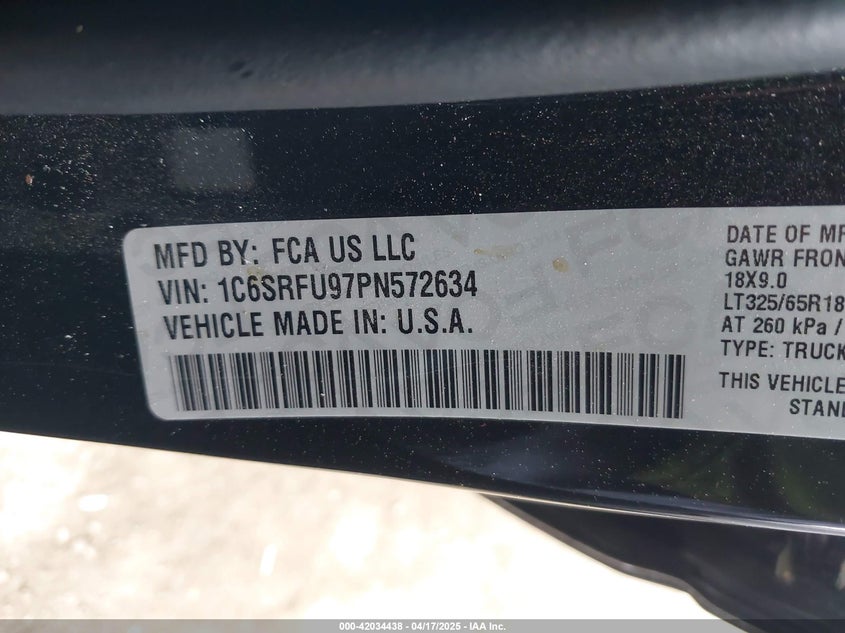 MFD BY: FCA US LLC
VIN: 1C6SRFU97PN572634
VEHICLE MADE IN: U.S.A.
DATE OF MF
GAWR FRON
18X9.0
LT325/65R18
AT 260 kPa /
TYPE: TRUCK
THIS VEHICLE
STAN
000-42034438 - 04/17/2025 - IAA Inc.